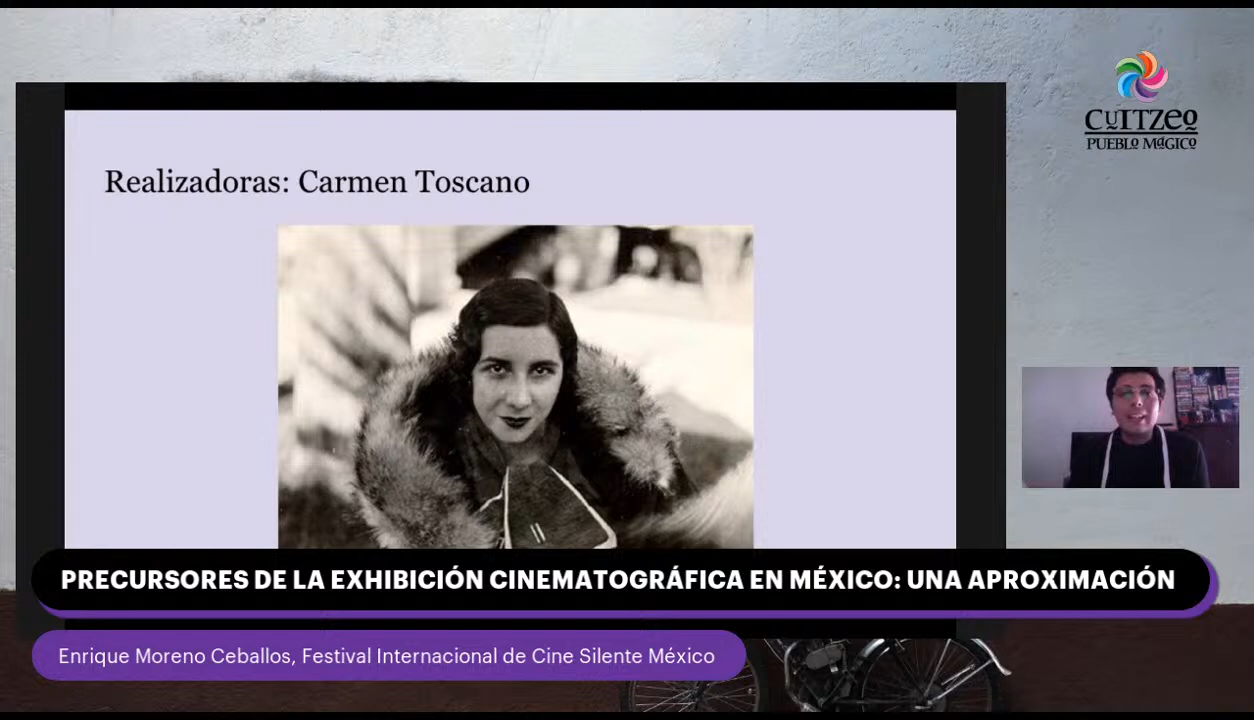 CUITZEO
PUEBLO MÁGICO
Realizadoras: Carmen Toscano
PRECURSORES DE LA EXHIBICIÓN CINEMATOGRÁFICA EN MÉXICO: UNA APROXIMACIÓN
Enrique Moreno Ceballos, Festival Internacional de Cine Silente México